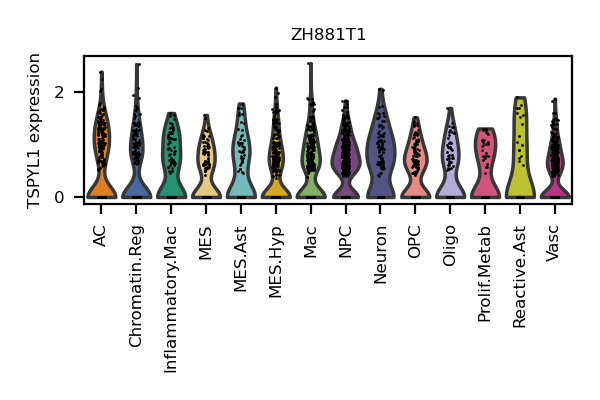 ZH881T1
TSPYL1 expression
2
0
AC
Chromatin.Reg
Inflammatory.Mac
MES
MES.Ast
MES.Hyp
Mac
NPC
Neuron
OPC
Oligo
Prolif.Metab
Reactive.Ast
Vasc